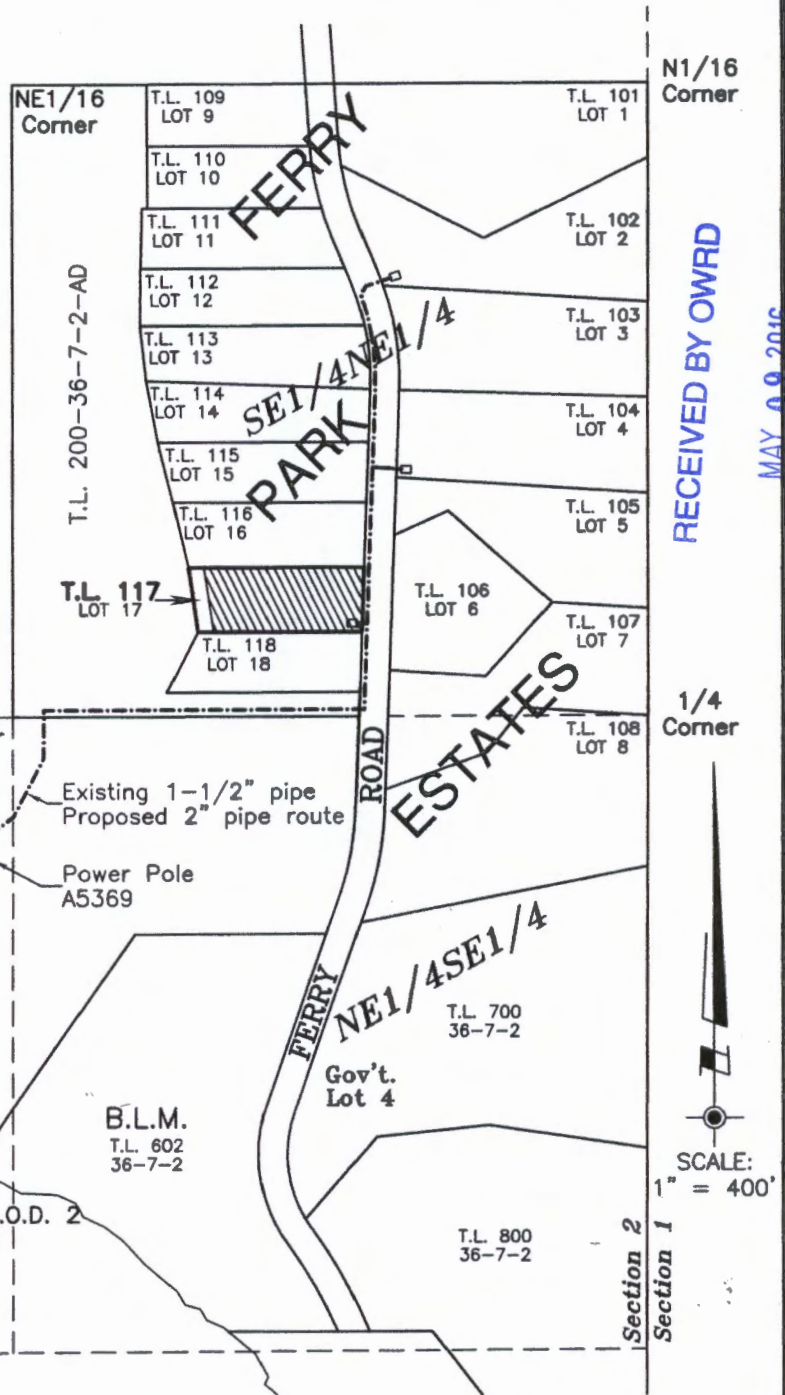 N1/16
Corner
NE1/16
Corner
T.L. 109
LOT 9
T.L. 101
LOT 1
T.L. 110
LOT 10
FERRY
T.L. 111
LOT 11
T.L. 102
LOT 2
T.L. 112
LOT 12
T.L. 103
LOT 3
T.L. 113
LOT 13
SE1/4NE1/4
T.L. 200-36-7-2-AD
RECEIVED BY OWRD
MAY 09 2016
T.L. 114
LOT 14
T.L. 104
LOT 4
PARK
T.L. 115
LOT 15
T.L. 105
LOT 5
T.L. 116
LOT 16
T.L. 117
LOT 17
T.L. 106
LOT 6
T.L. 107
LOT 7
T.L. 118
LOT 18
1/4
Corner
T.L. 108
LOT 8
ESTATES
ROAD
Existing 1-1/2" pipe
Proposed 2" pipe route
Power Pole
A5369
NE1/4SE1/4
FERRY
T.L. 700
36-7-2
Gov't.
Lot 4
B.L.M.
T.L. 602
36-7-2
SCALE:
1" = 400'
.O.D. 2
T.L. 800
36-7-2
Section 2
Section 1